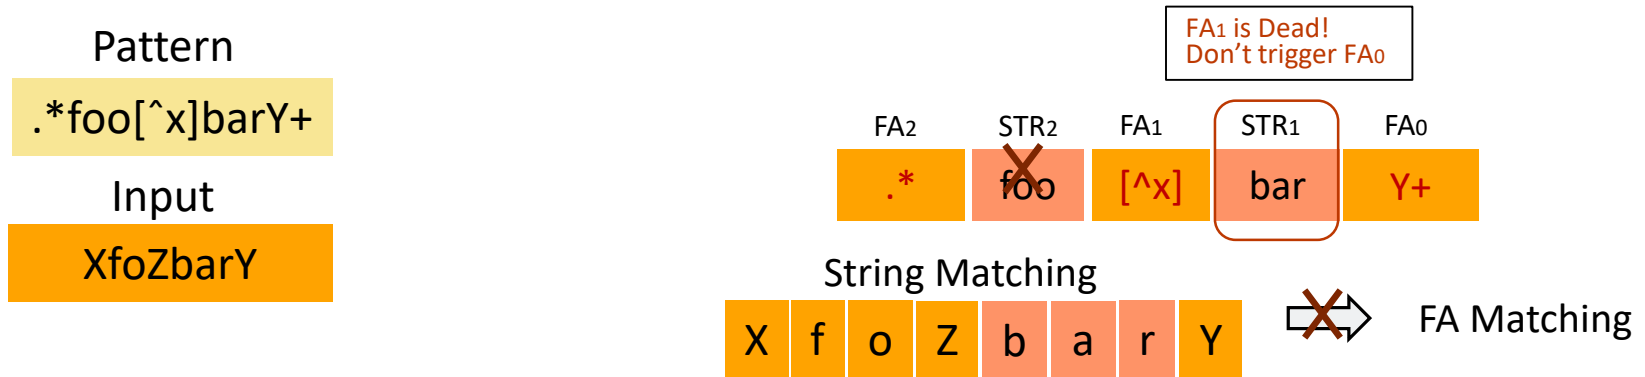 Pattern
.*foo[^x]barY+
Input
XfoZbarY
FA1 is Dead!
Don't trigger FA0
FA2 STR2 FA1 STR1 FA0
.* foo [^x] bar Y+
String Matching
X f o Z b a r Y
FA Matching